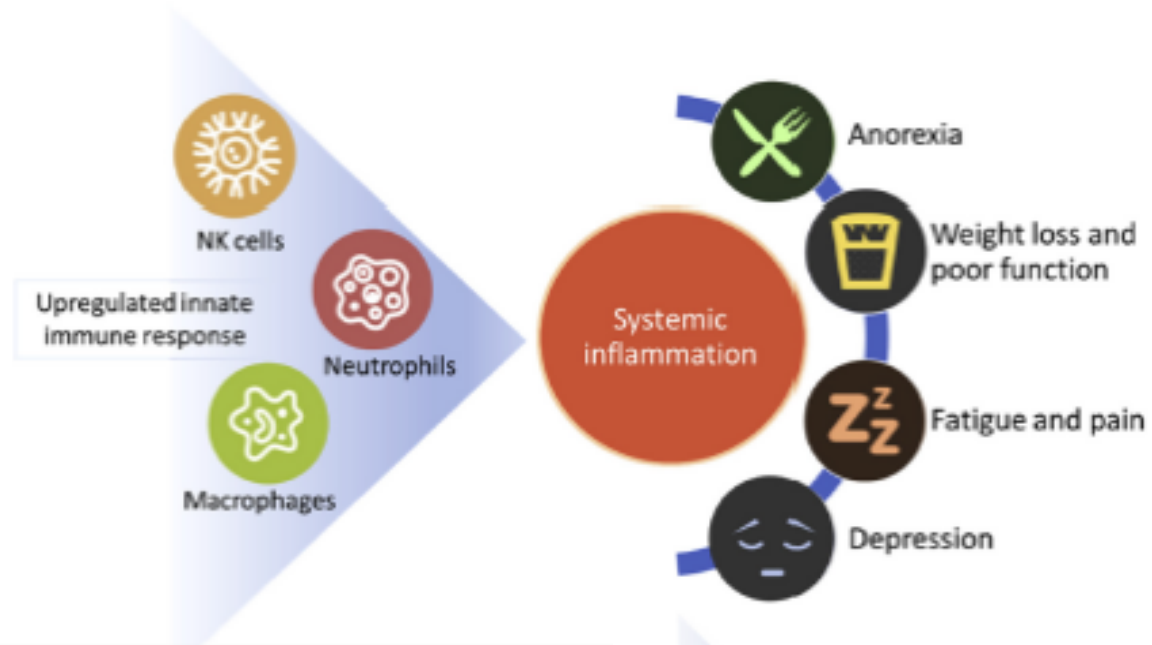 NK cells
Upregulated innate
immune response
Neutrophils
Macrophages
Systemic
inflammation
Anorexia
Weight loss and
poor function
Fatigue and pain
Depression